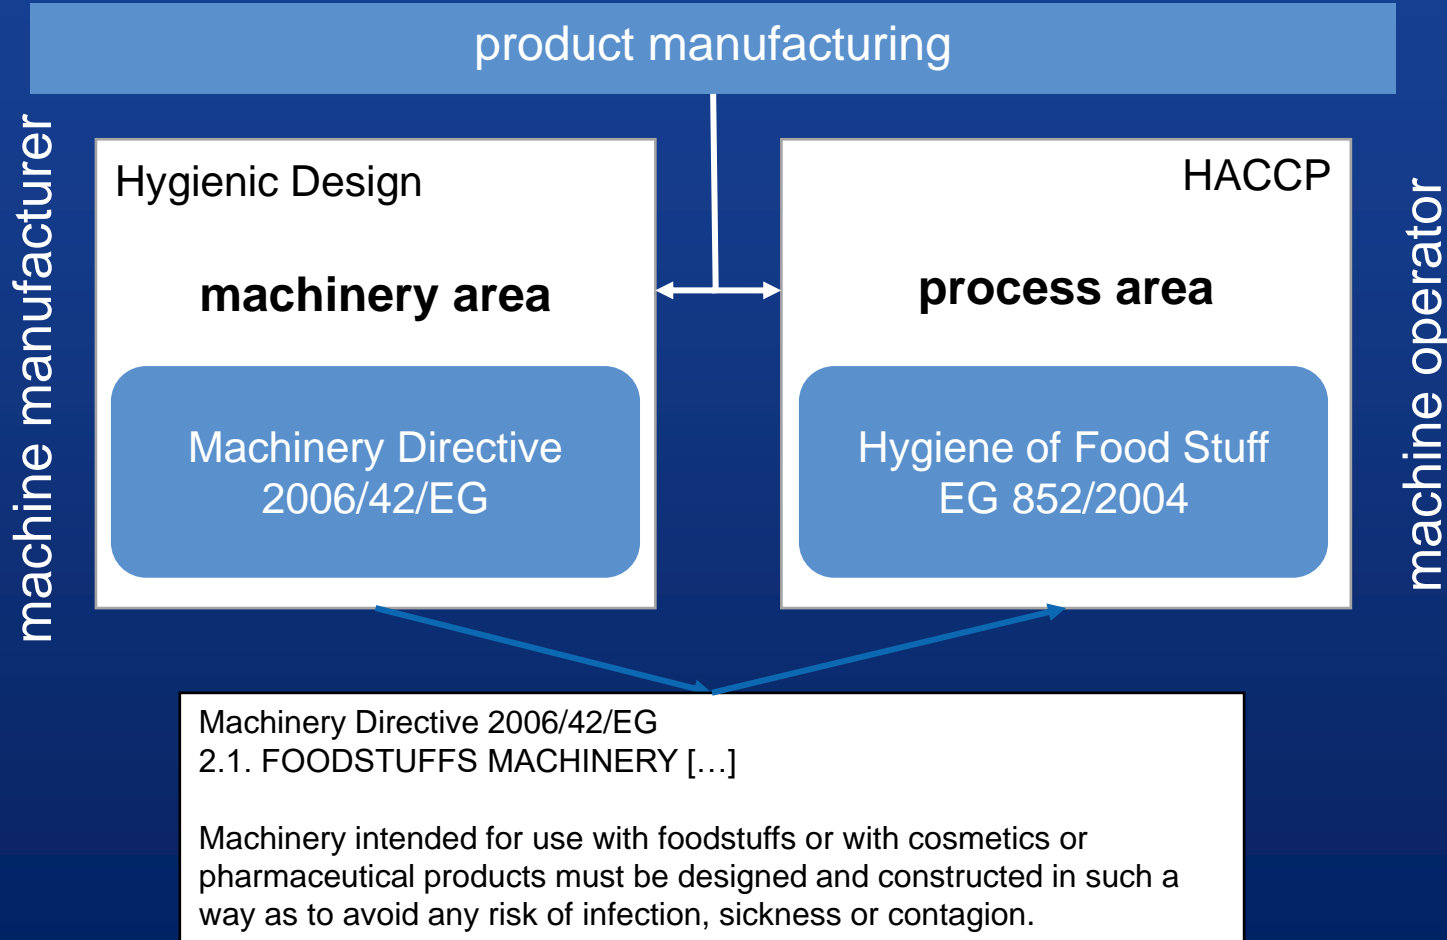 product manufacturing
machine manufacturer
Hygienic Design
machinery area
Machinery Directive
2006/42/EG
HACCP
process area
Hygiene of Food Stuff
EG 852/2004
machine operator
Machinery Directive 2006/42/EG
2.1. FOODSTUFFS MACHINERY […]
Machinery intended for use with foodstuffs or with cosmetics or
pharmaceutical products must be designed and constructed in such a
way as to avoid any risk of infection, sickness or contagion.